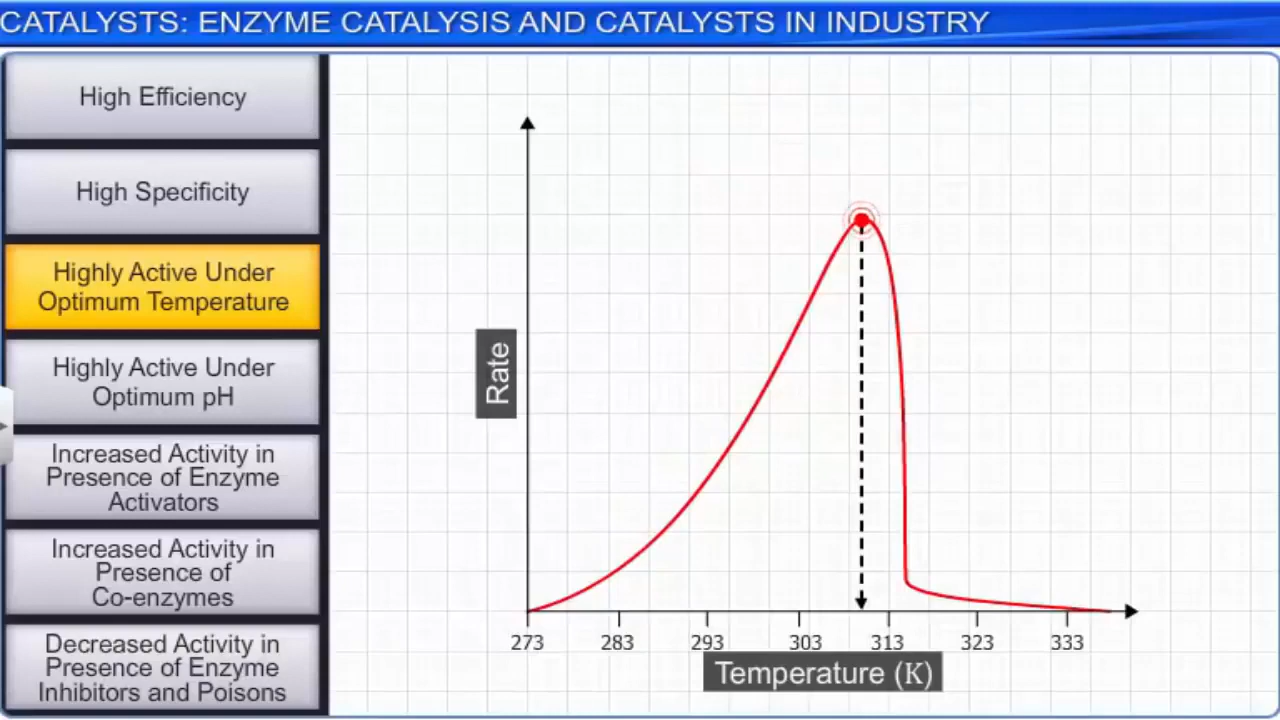 CATALYSTS: ENZYME CATALYSIS AND CATALYSTS IN INDUSTRY
High Efficiency
High Specificity
Highly Active Under
Optimum Temperature
Highly Active Under
Optimum pH
Increased Activity in
Presence of Enzyme
Activators
Increased Activity in
Presence of
Co-enzymes
Decreased Activity in
Presence of Enzyme
Inhibitors and Poisons
Rate
273 283 293 303 313 323 333
Temperature (K)